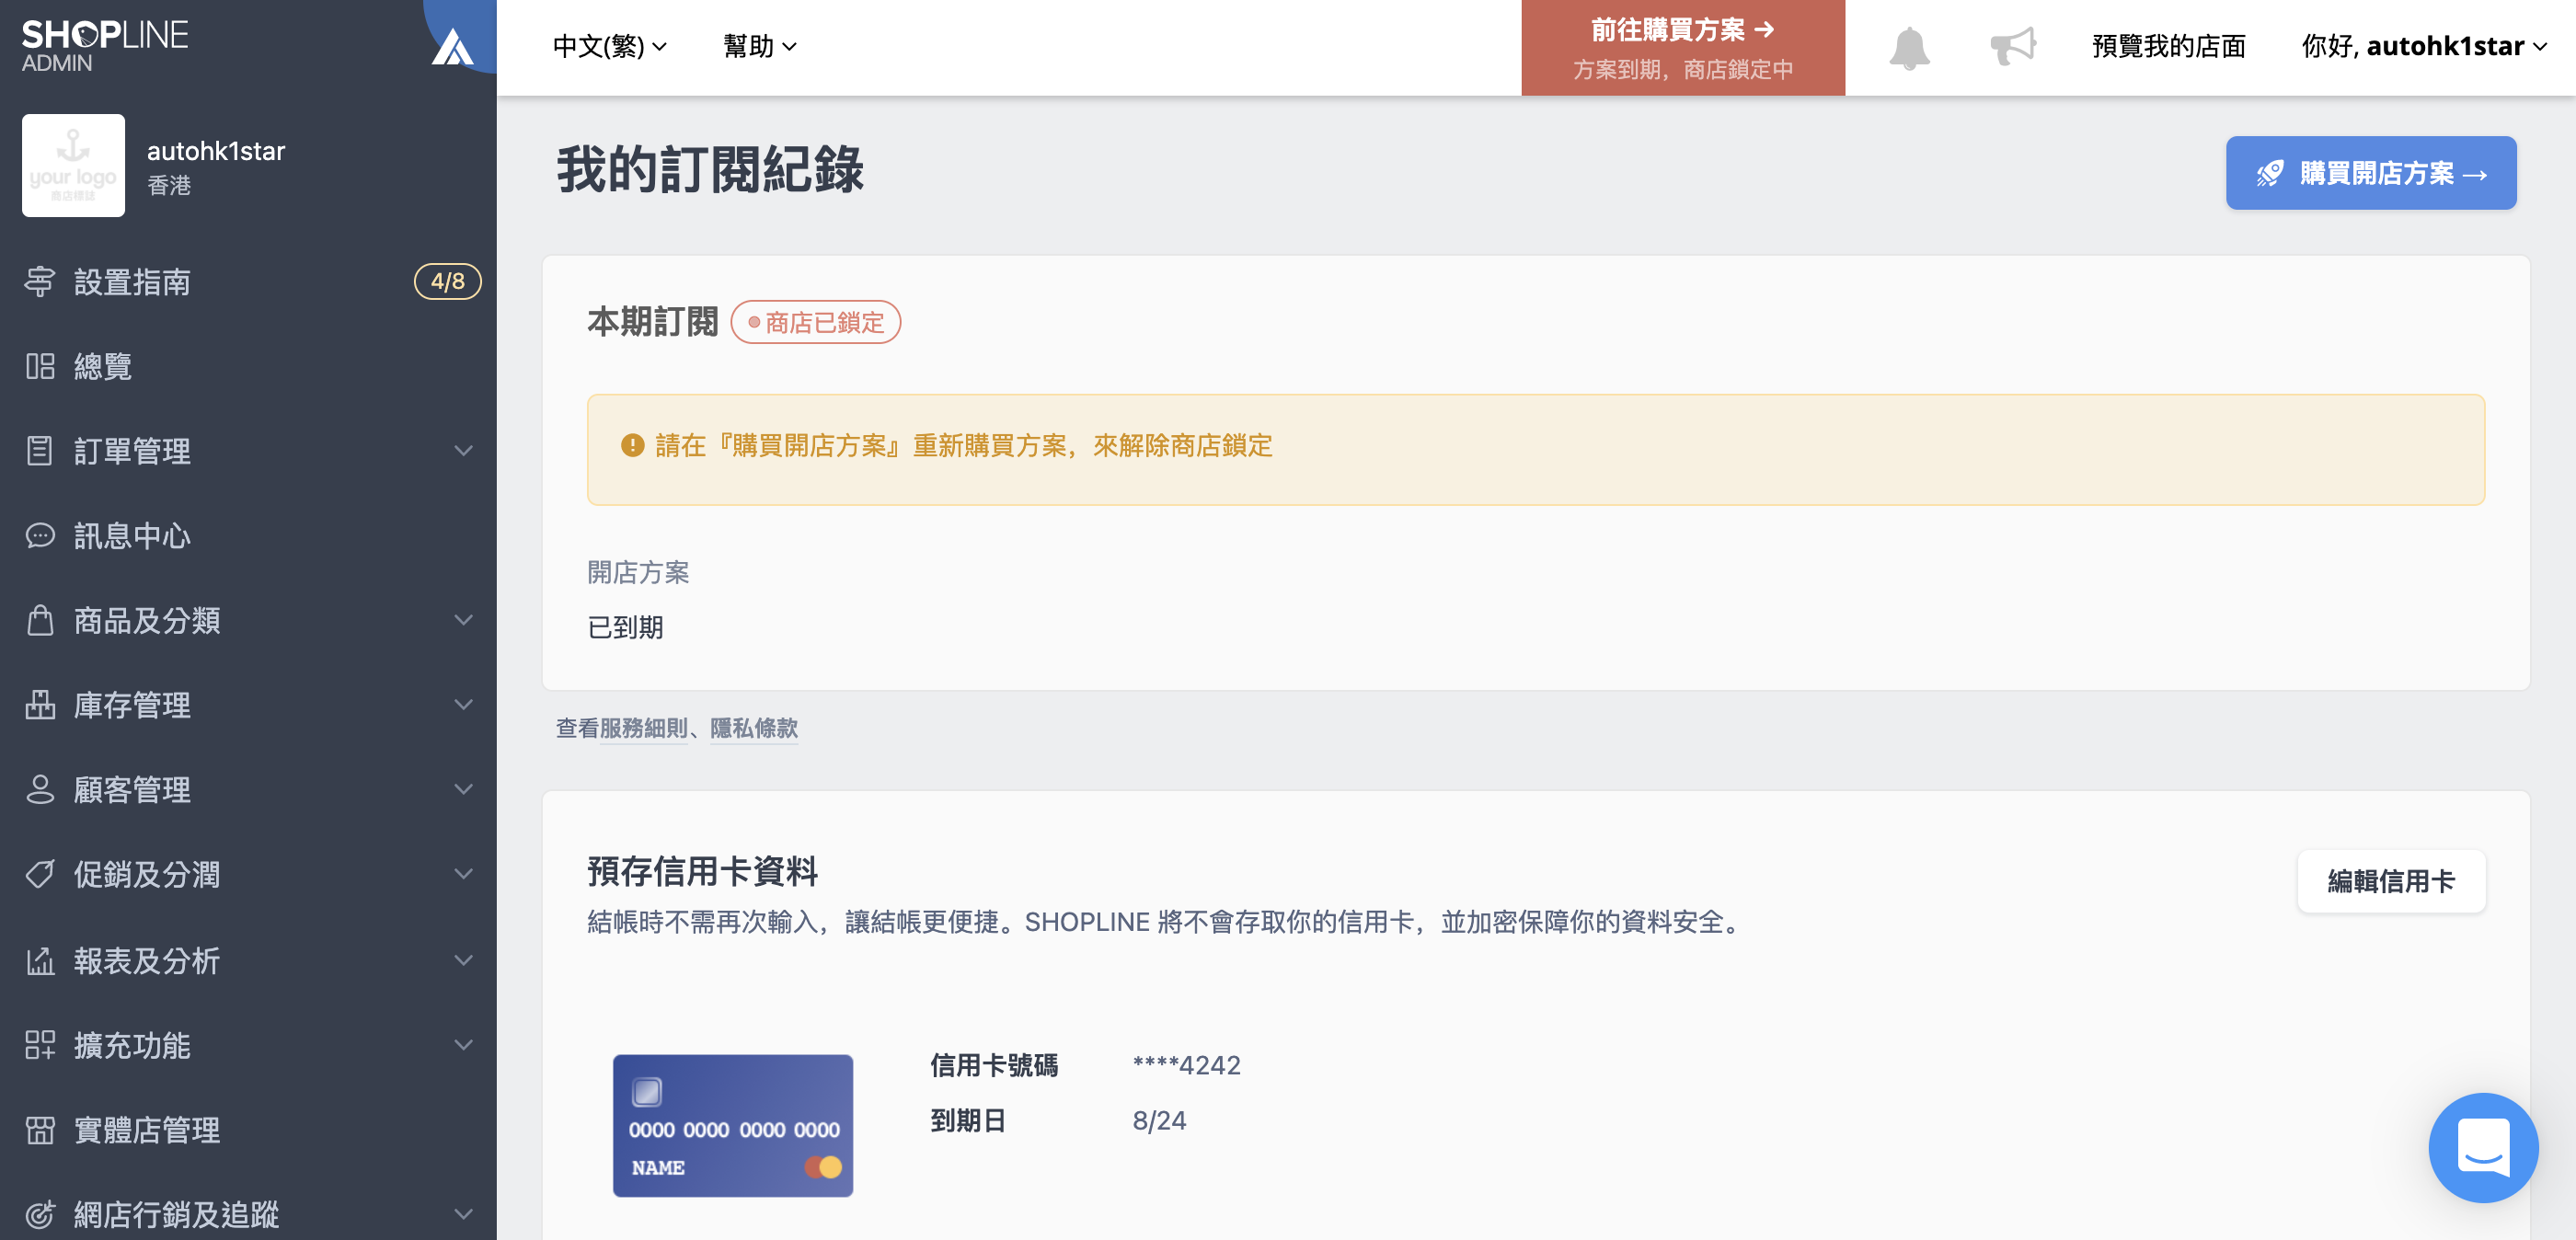 SHOPLINE
ADMIN
autohk1star
香港
your logo
商店標誌
設置指南
4/8
總覽
訂單管理
訊息中心
商品及分類
庫存管理
顧客管理
促銷及分潤
報表及分析
擴充功能
實體店管理
網店行銷及追蹤
中文(繁)
幫助
前往購買方案 →
方案到期，商店鎖定中
預覽我的店面
你好, autohk1star
我的訂閱紀錄
購買開店方案 →
本期訂閱
商店已鎖定
請在『購買開店方案』重新購買方案，來解除商店鎖定
開店方案
已到期
查看服務細則、隱私條款
預存信用卡資料
編輯信用卡
結帳時不需再次輸入，讓結帳更便捷。SHOPLINE 將不會存取你的信用卡，並加密保障你的資料安全。
0000 0000 0000 0000
NAME
信用卡號碼 ****4242
到期日 8/24